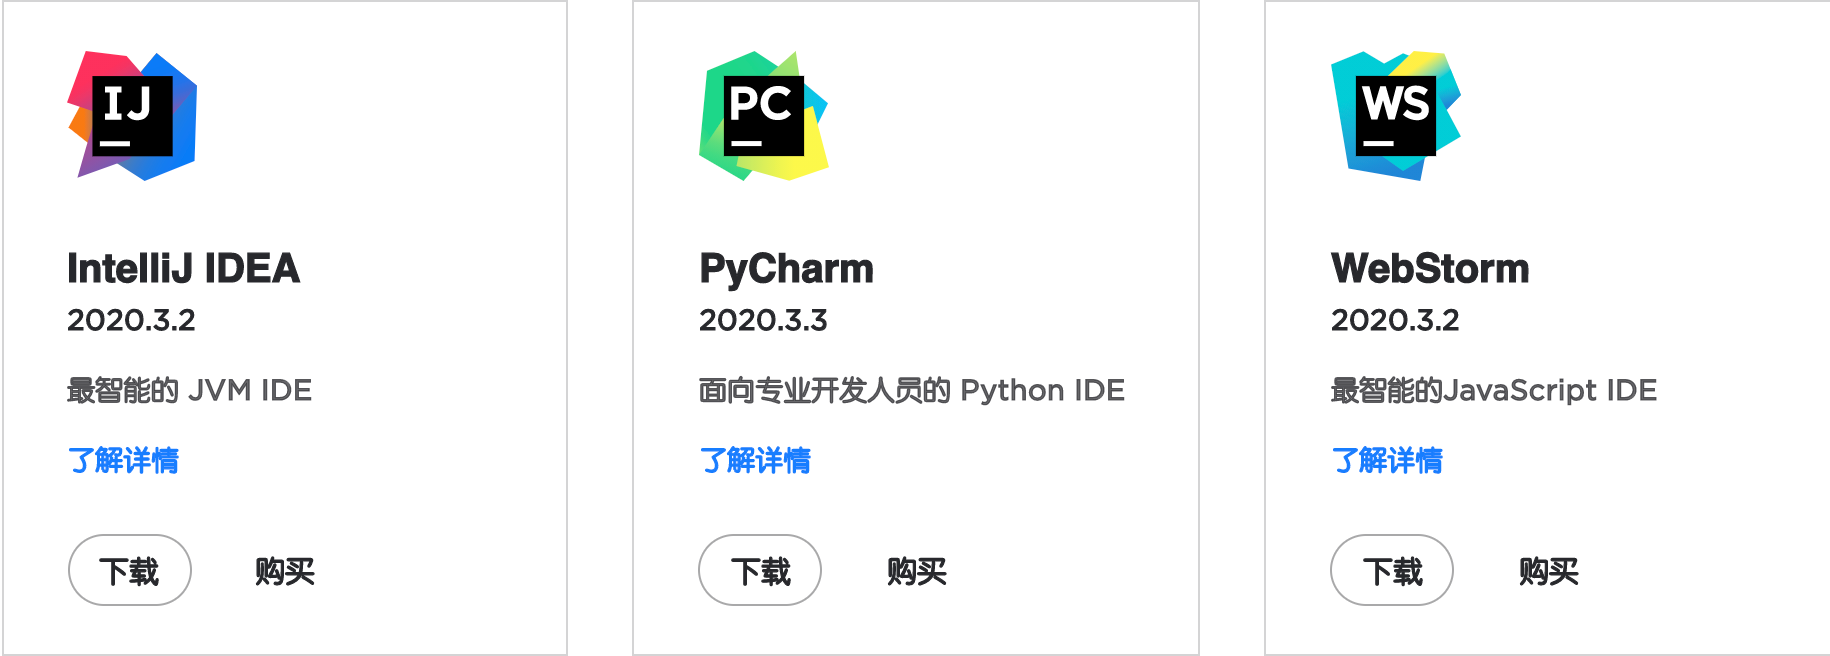 IJ
IntelliJ IDEA
2020.3.2
最智能的 JVM IDE
了解详情
下载 购买
PC
PyCharm
2020.3.3
面向专业开发人员的 Python IDE
了解详情
下载 购买
WS
WebStorm
2020.3.2
最智能的JavaScript IDE
了解详情
下载 购买